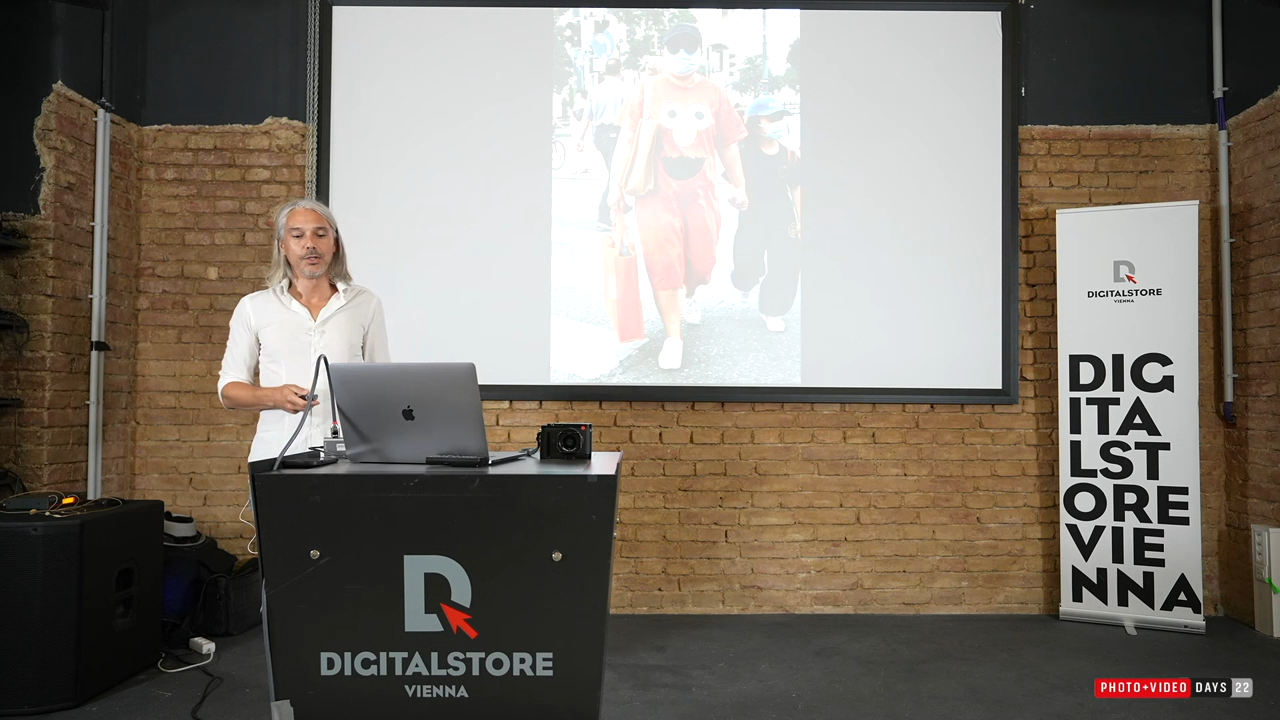 DIGITALSTORE
VIENNA
DIG
ITA
LST
ORE
VIE
NNA
DIGITALSTORE
VIENNA
PHOTO+VIDEO DAYS 22